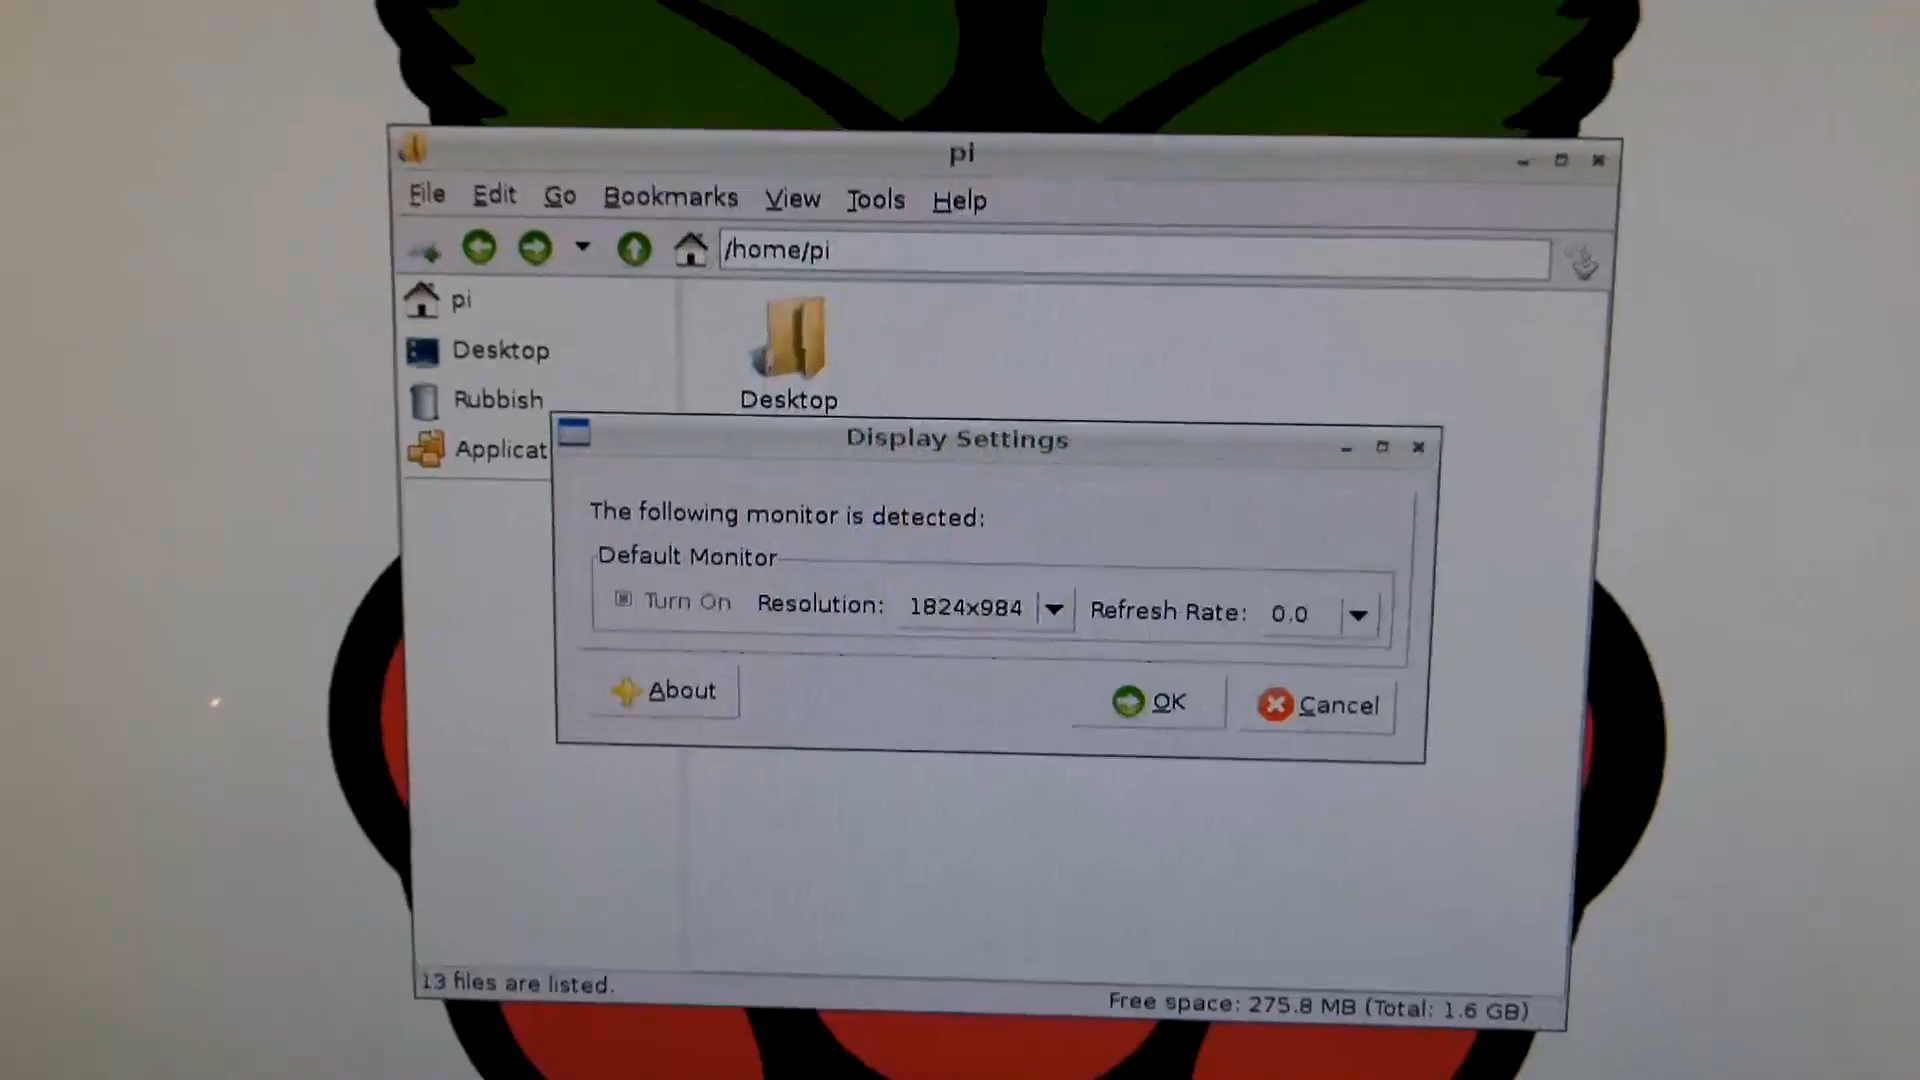 pi
File Edit Go Bookmarks View Tools Help
/home/pi
pi
Desktop
Rubbish
Applicat
Desktop
Display Settings
The following monitor is detected:
Default Monitor
Turn On Resolution: 1824x984 Refresh Rate: 0.0
About OK Cancel
13 files are listed.
Free space: 275.8 MB (Total: 1.6 GB)